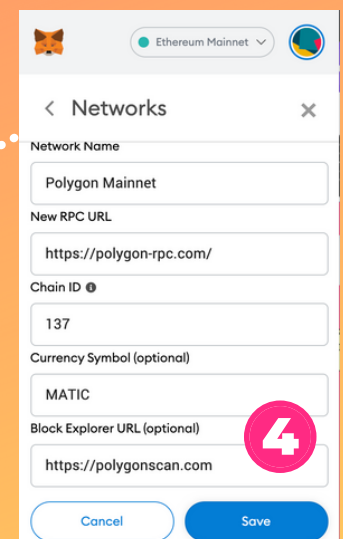 Ethereum Mainnet
Networks
Network Name
Polygon Mainnet
New RPC URL
https://polygon-rpc.com/
Chain ID
137
Currency Symbol (optional)
MATIC
Block Explorer URL (optional)
4
https://polygonscan.com
Cancel Save